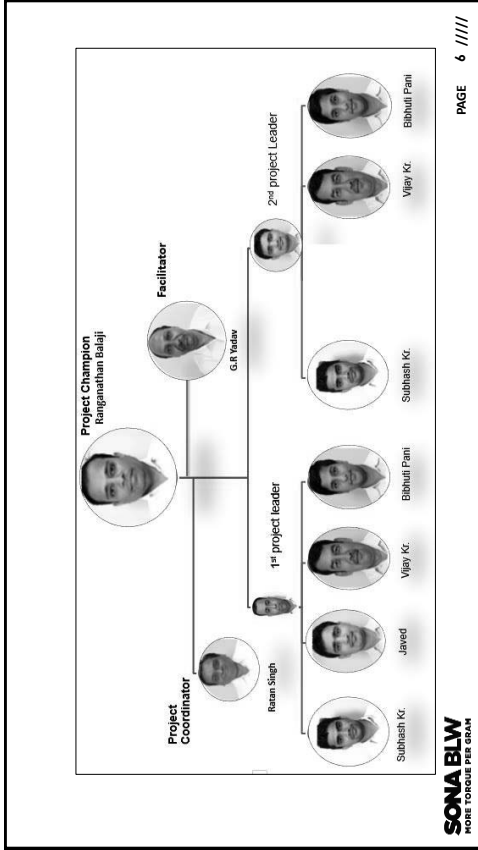 Project Champion
Ranganathan Balaji
Facilitator
G.R Yadav
Project
Coordinator
Ratan Singh
1st project leader
2nd project Leader
Subhash Kr.
Javed
Vijay Kr.
Bibhuti Pani
Subhash Kr.
Vijay Kr.
Bibhuti Pani
SONA BLW
MORE TORQUE PER GRAM
PAGE 6 /////